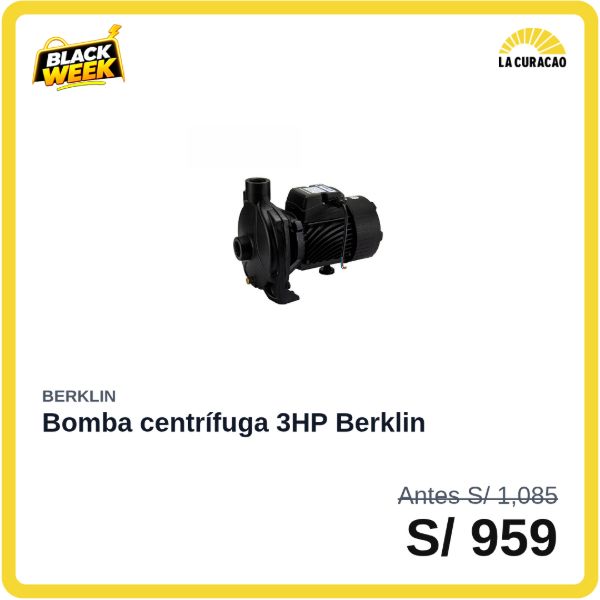 BLACK
WEEK
LA CURACAO
BERKLIN
Bomba centrífuga 3HP Berklin
Antes S/ 1,085
S/ 959